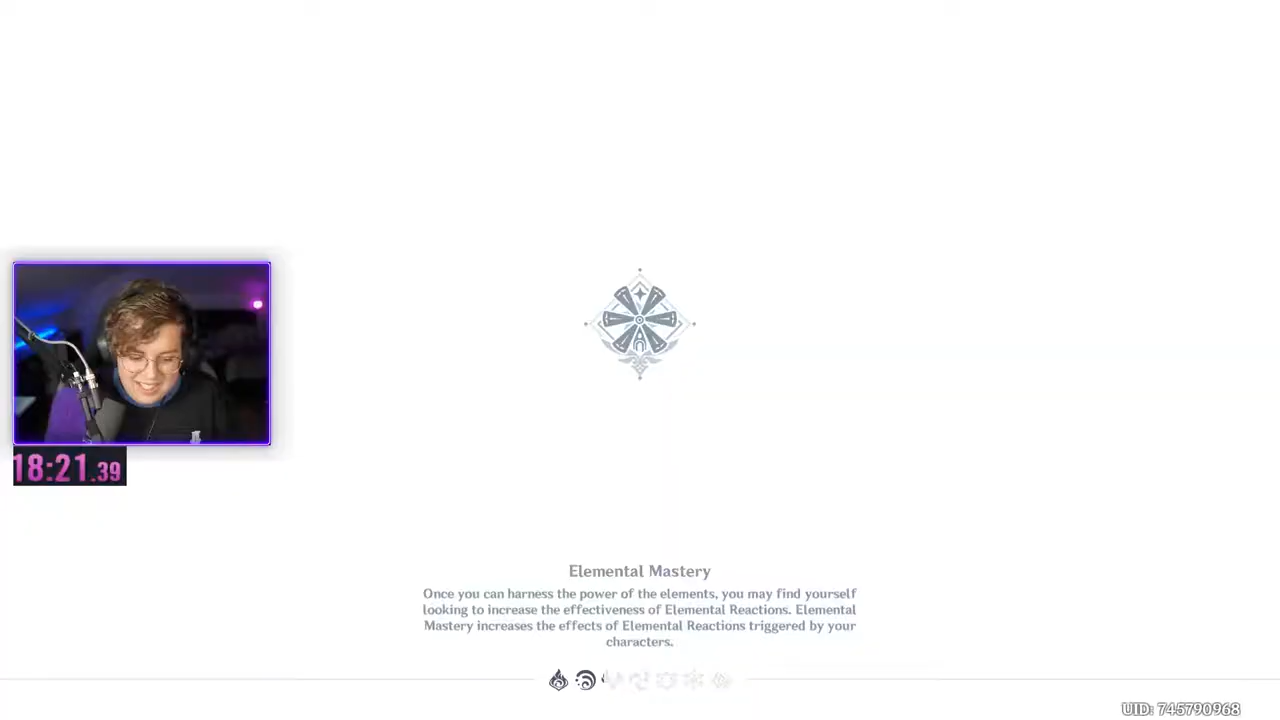 18:21.39
Elemental Mastery
Once you can harness the power of the elements, you may find yourself
looking to increase the effectiveness of Elemental Reactions. Elemental
Mastery increases the effects of Elemental Reactions triggered by your
characters.
UID: 745790968